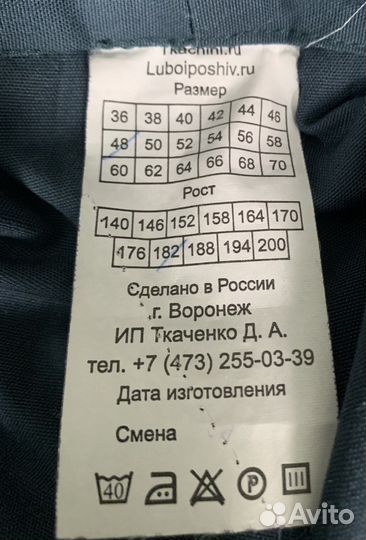 Tkachini.ru
Luboiposhiv.ru
Размер
36 38 40 42 44 46
48 50 52 54 56 58
60 62 64 66 68 70
Рост
140 146 152 158 164 170
176 182 188 194 200
Сделано в России
г. Воронеж
ИП Ткаченко Д. А.
тел. +7 (473) 255-03-39
Дата изготовления
Смена
40 P
Avito